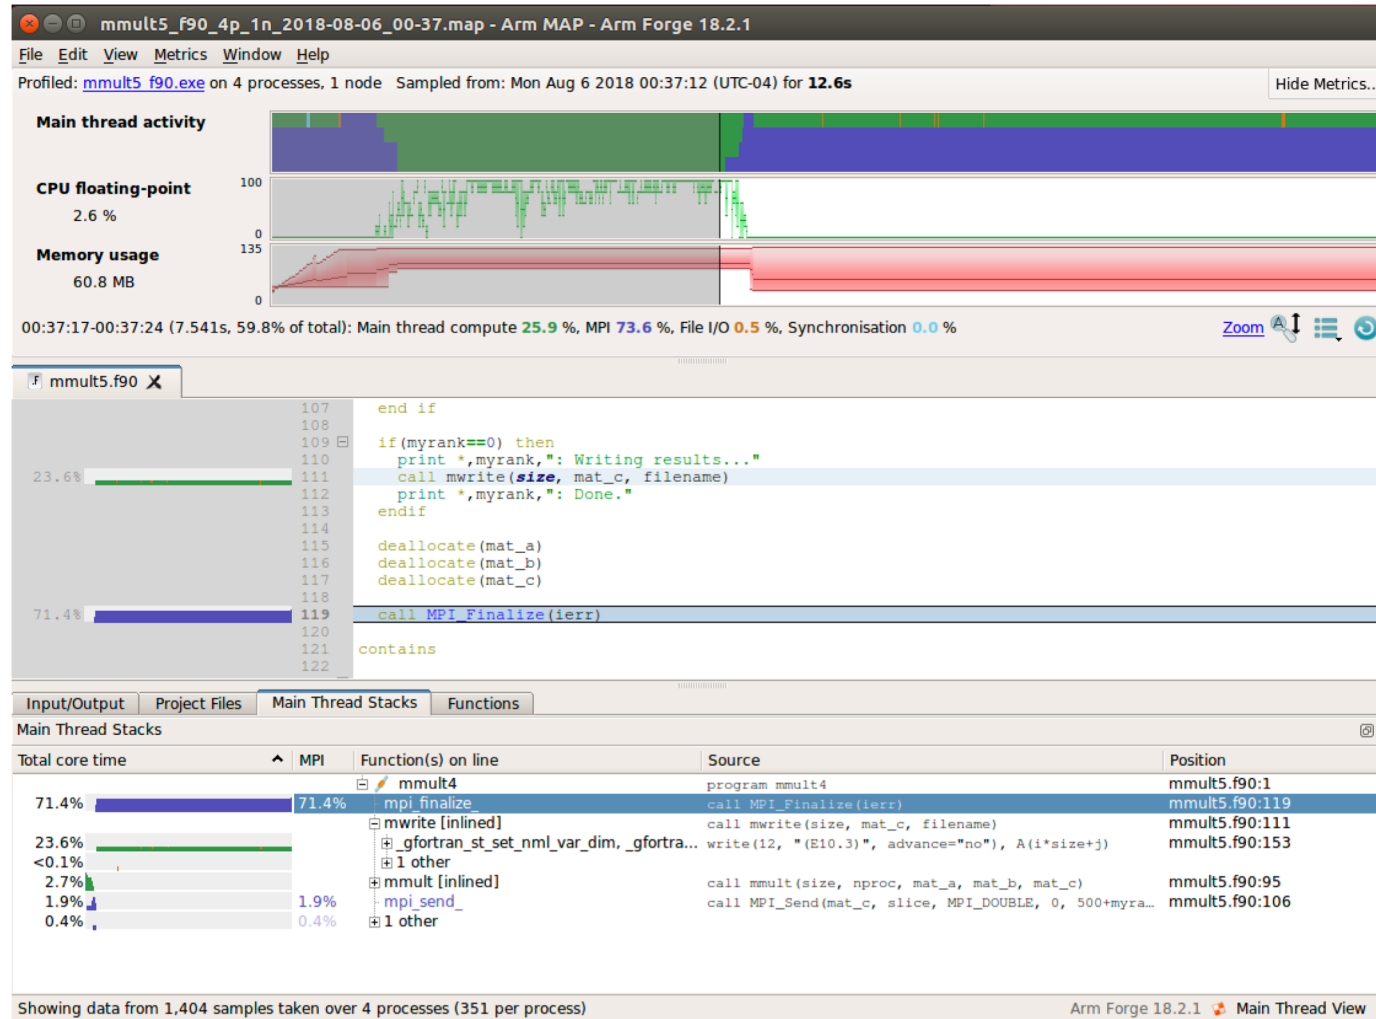 mmult5_f90_4p_1n_2018-08-06_00-37.map - Arm MAP - Arm Forge 18.2.1
File Edit View Metrics Window Help
Profiled: mmult5_f90.exe on 4 processes, 1 node Sampled from: Mon Aug 6 2018 00:37:12 (UTC-04) for 12.6s
Hide Metrics...
Main thread activity
CPU floating-point
100
2.6 %
0
Memory usage
135
60.8 MB
0
00:37:17-00:37:24 (7.541s, 59.8% of total): Main thread compute 25.9 %, MPI 73.6 %, File I/O 0.5 %, Synchronisation 0.0 %
Zoom
mmult5.f90
107 end if
108
109 if(myrank==0) then
110 print *,myrank,": Writing results..."
23.6% 111 call mwrite(size, mat_c, filename)
112 print *,myrank,": Done."
113 endif
114
115 deallocate(mat_a)
116 deallocate(mat_b)
117 deallocate(mat_c)
118
71.4% 119 call MPI_Finalize(ierr)
120
121 contains
122
Input/Output Project Files Main Thread Stacks Functions
Main Thread Stacks
Total core time MPI Function(s) on line Source Position
mmult4 program mmult4 mmult5.f90:1
71.4% 71.4% mpi_finalize_ call MPI_Finalize(ierr) mmult5.f90:119
mwrite [inlined] call mwrite(size, mat_c, filename) mmult5.f90:111
23.6% _gfortran_st_set_nml_var_dim, _gfortra... write(12, "(E10.3)", advance="no"), A(i*size+j) mmult5.f90:153
<0.1% 1 other
2.7% mmult [inlined] call mmult(size, nproc, mat_a, mat_b, mat_c) mmult5.f90:95
1.9% 1.9% mpi_send_ call MPI_Send(mat_c, slice, MPI_DOUBLE, 0, 500+myra... mmult5.f90:106
0.4% 0.4% 1 other
Showing data from 1,404 samples taken over 4 processes (351 per process)
Arm Forge 18.2.1 Main Thread View